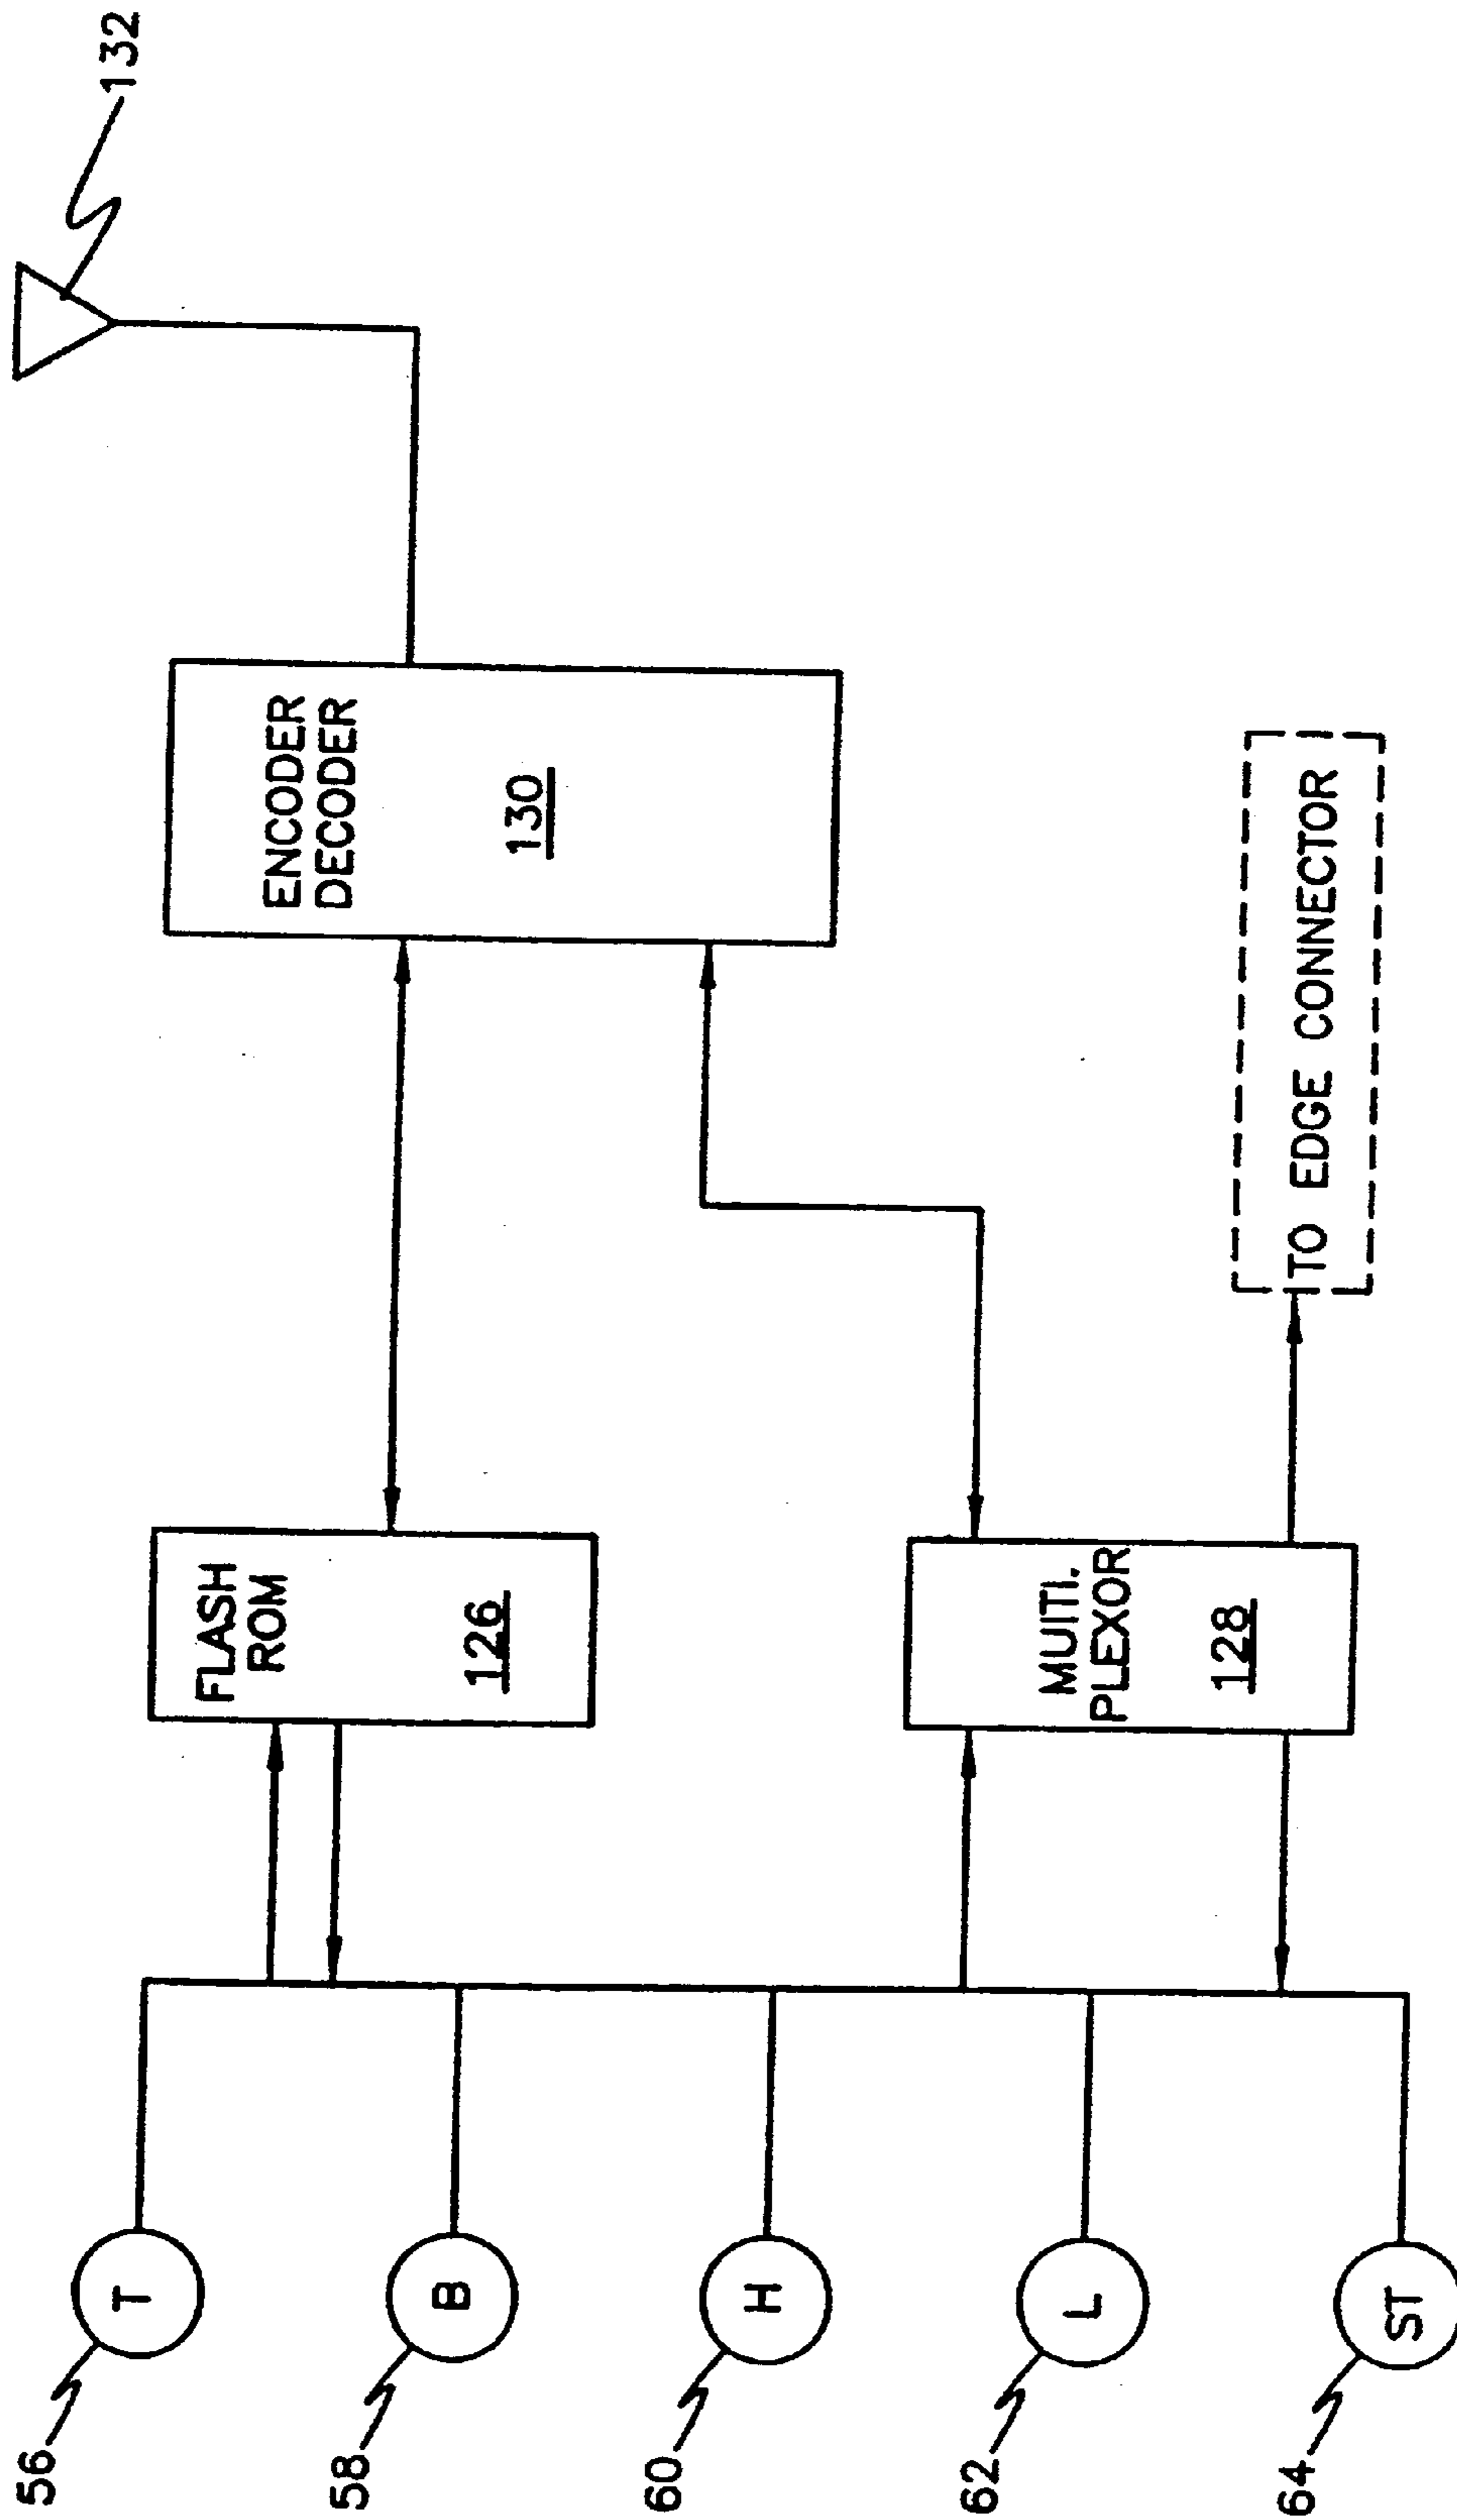 132
ENCODER
DECODER
130
TO EDGE CONNECTOR
FLASH
ROM
126
MUITI.
PLEXOR
128
T
B
H
L
ST
56
58
60
62
64